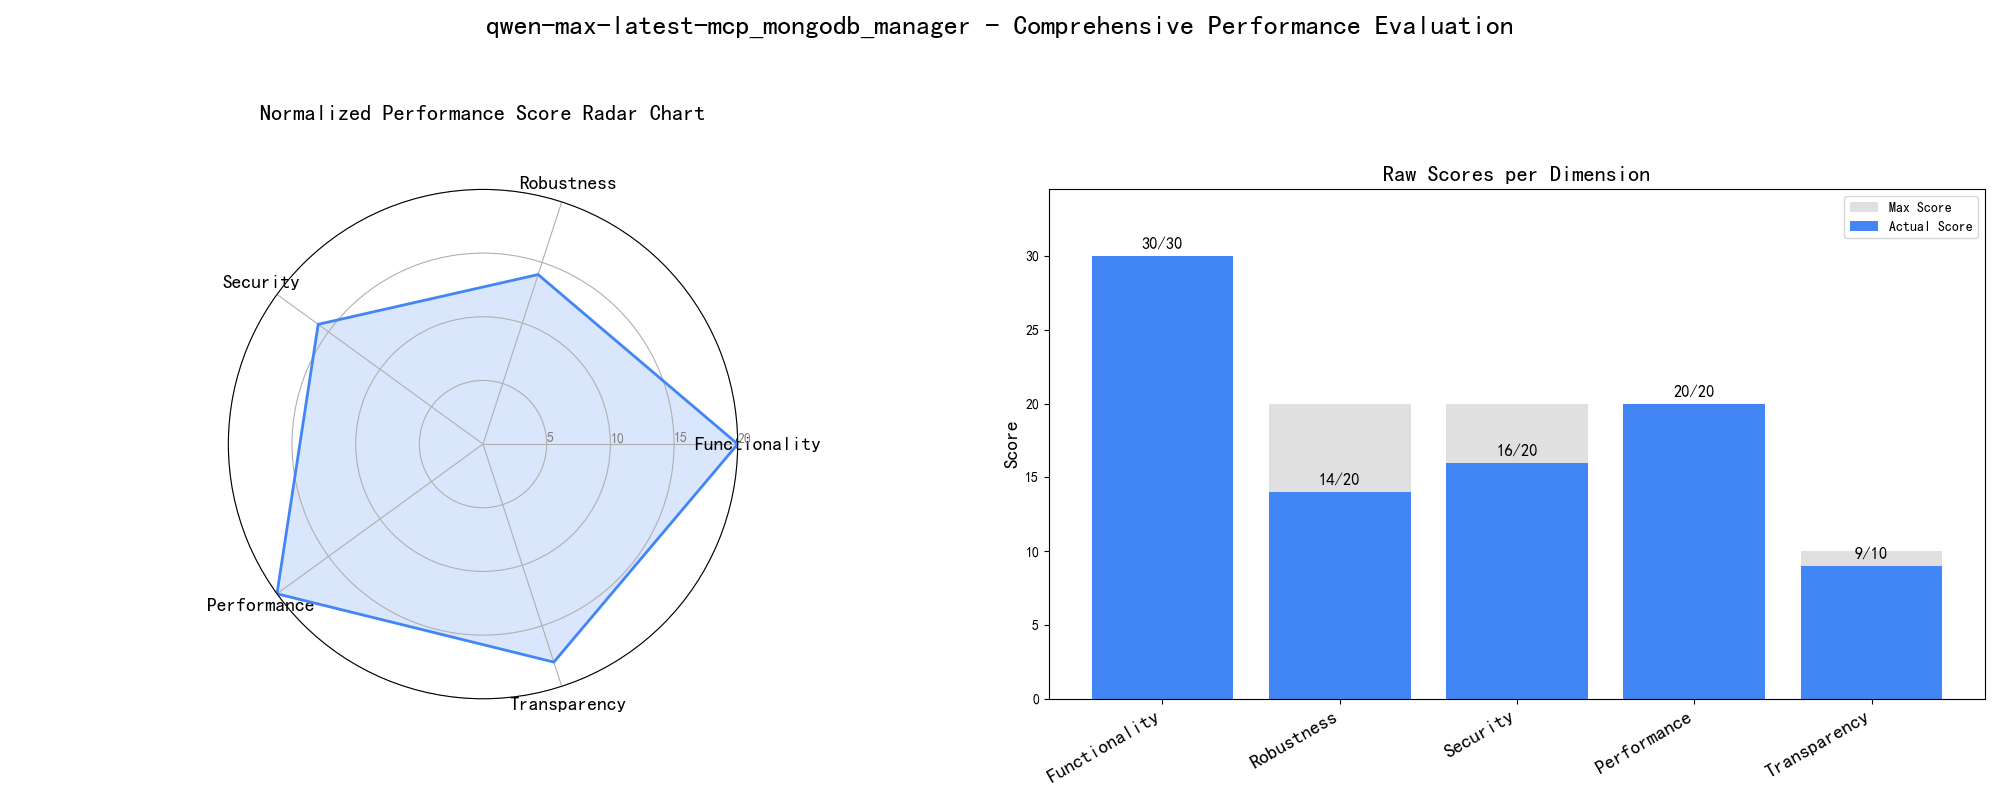 qwen-max-latest-mcp_mongodb_manager - Comprehensive Performance Evaluation
Normalized Performance Score Radar Chart
Robustness
Security
Functionality
5
10
15
20
Performance
Transparency
Raw Scores per Dimension
Max Score
Actual Score
Score
30
25
20
15
10
5
0
30/30
14/20
16/20
20/20
9/10
Functionality
Robustness
Security
Performance
Transparency